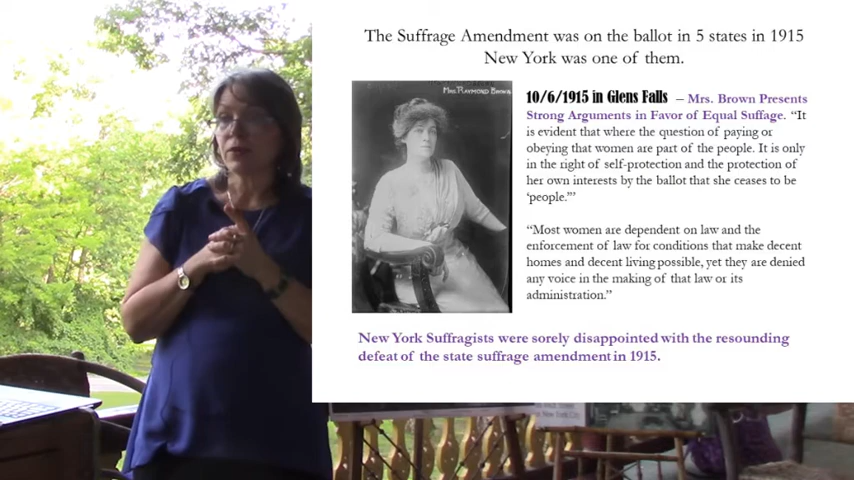 The Suffrage Amendment was on the ballot in 5 states in 1915
New York was one of them.
Mrs. Raymond Brown
10/6/1915 in Glens Falls – Mrs. Brown Presents
Strong Arguments in Favor of Equal Suffage. “It
is evident that where the question of paying or
obeying that women are part of the people. It is only
in the right of self-protection and the protection of
her own interests by the ballot that she ceases to be
‘people.’”
“Most women are dependent on law and the
enforcement of law for conditions that make decent
homes and decent living possible, yet they are denied
any voice in the making of that law or its
administration.”
New York Suffragists were sorely disappointed with the resounding
defeat of the state suffrage amendment in 1915.
in New York City